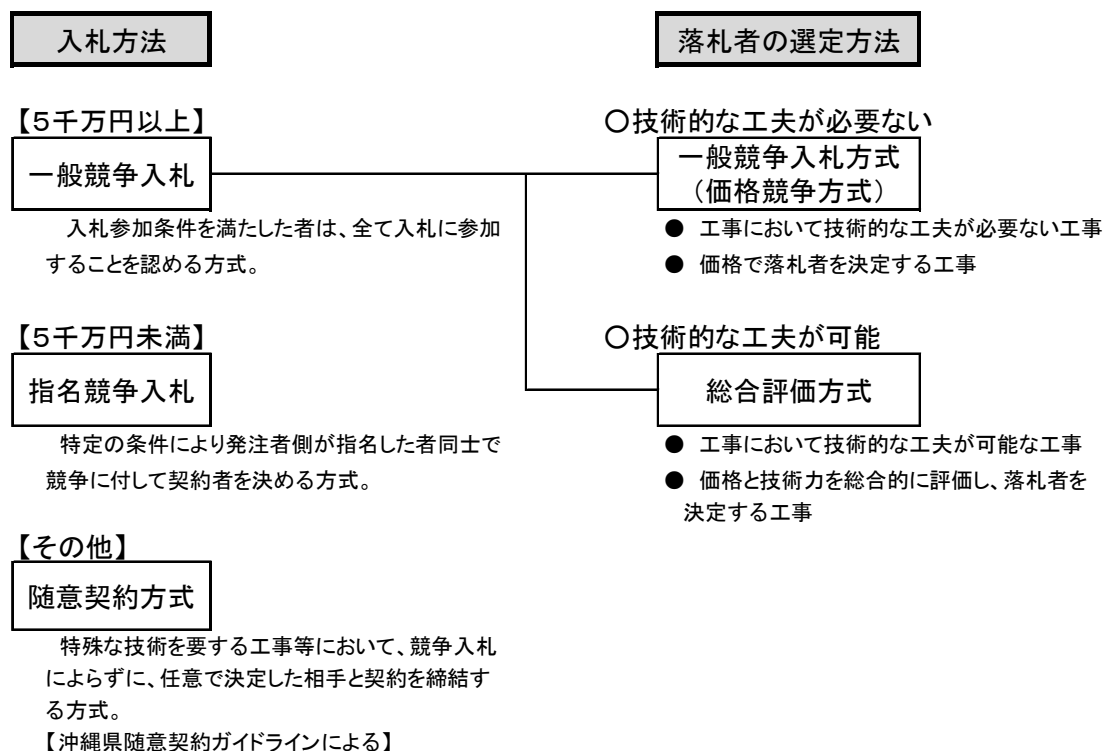 入札方法
【5千万円以上】
一般競争入札
入札参加条件を満たした者は、全て入札に参加
することを認める方式。
【5千万円未満】
指名競争入札
特定の条件により発注者側が指名した者同士で
競争に付して契約者を決める方式。
【その他】
随意契約方式
特殊な技術を要する工事等において、競争入札
によらずに、任意で決定した相手と契約を締結す
る方式。
【沖縄県随意契約ガイドラインによる】
落札者の選定方法
〇技術的な工夫が必要ない
一般競争入札方式
（価格競争方式）
● 工事において技術的な工夫が必要ない工事
● 価格で落札者を決定する工事
〇技術的な工夫が可能
総合評価方式
● 工事において技術的な工夫が可能な工事
● 価格と技術力を総合的に評価し、落札者を
決定する工事